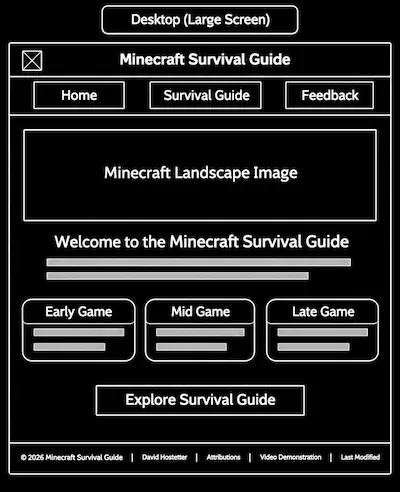 Desktop (Large Screen)
Minecraft Survival Guide
Home
Survival Guide
Feedback
Minecraft Landscape Image
Welcome to the Minecraft Survival Guide
Early Game
Mid Game
Late Game
Explore Survival Guide
© 2026 Minecraft Survival Guide | David Hostetter | Attributions | Video Demonstration | Last Modified